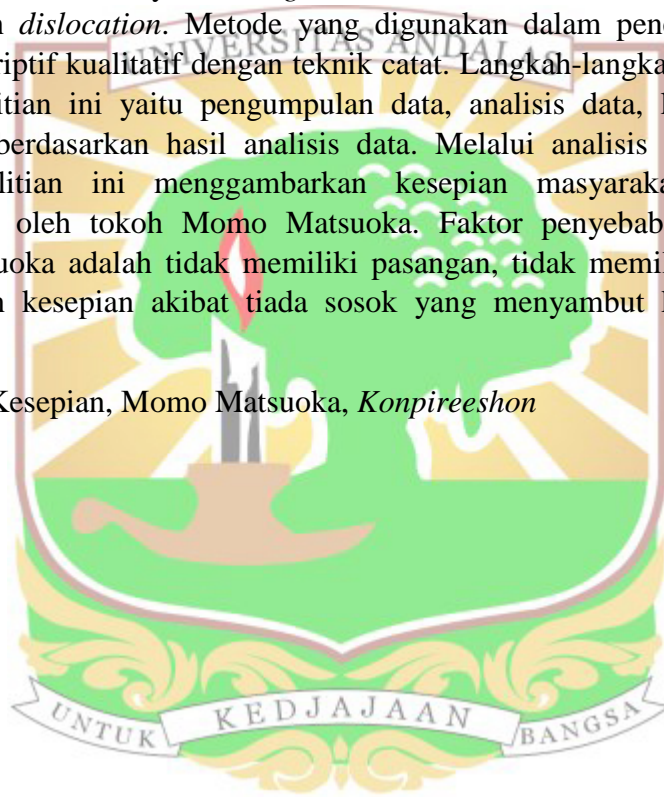 dislocation. Metode yang digunakan dalam
riptif kualitatif dengan teknik catat. Langkah-langka
itian ini yaitu pengumpulan data, analisis data,
berdasarkan hasil analisis data. Melalui analisis
litian ini menggambarkan kesepian masyaraka
oleh tokoh Momo Matsuoka. Faktor penyebab
uoka adalah tidak memiliki pasangan, tidak memil
n kesepian akibat tiada sosok yang menyambut
Kesepian, Momo Matsuoka, Konpireeshon
UNIVERSITAS ANDALAS
UNTUK KEDJAJAAN BANGSA